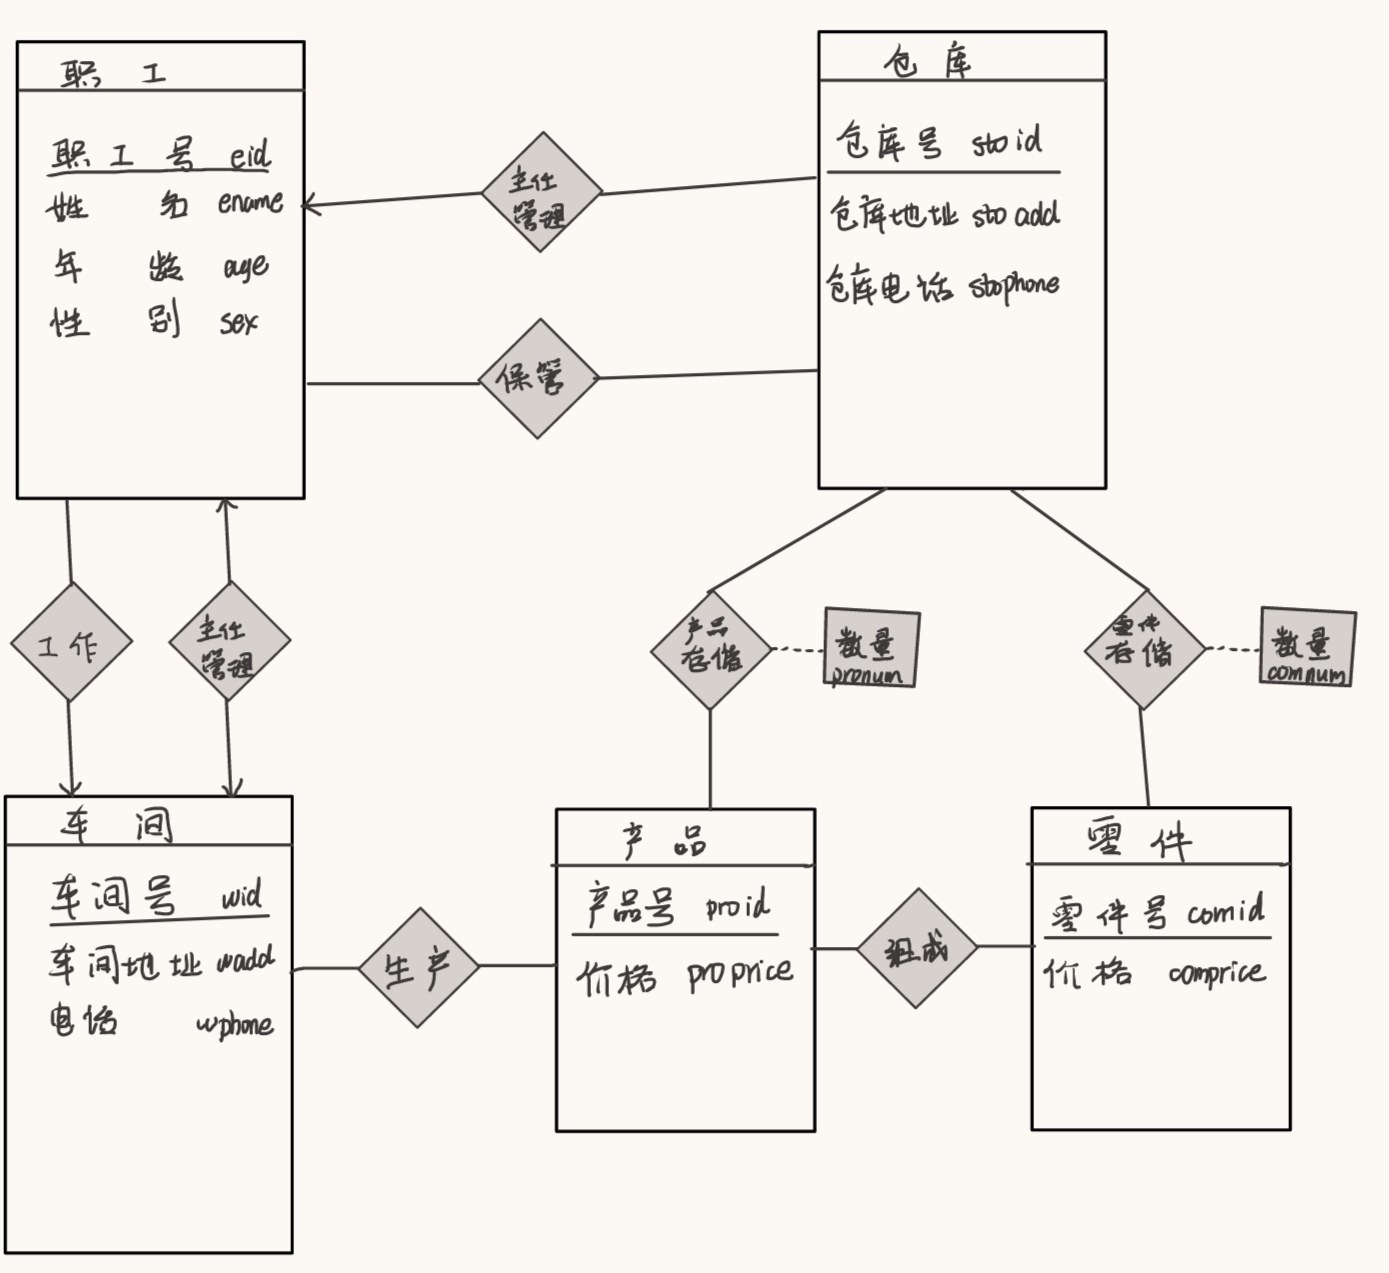 职工
职工号 eid
姓名 ename
年龄 age
性别 sex
主任
管理
仓库
仓库号 stoid
仓库地址 stoadd
仓库电话 stophone
保管
工作
主任
管理
产品
存储
数量
pronum
零件
存储
数量
comnum
车间
车间号 wid
车间地址 wadd
电话 wphone
生产
产品
产品号 proid
价格 proprice
组成
零件
零件号 comid
价格 comprice